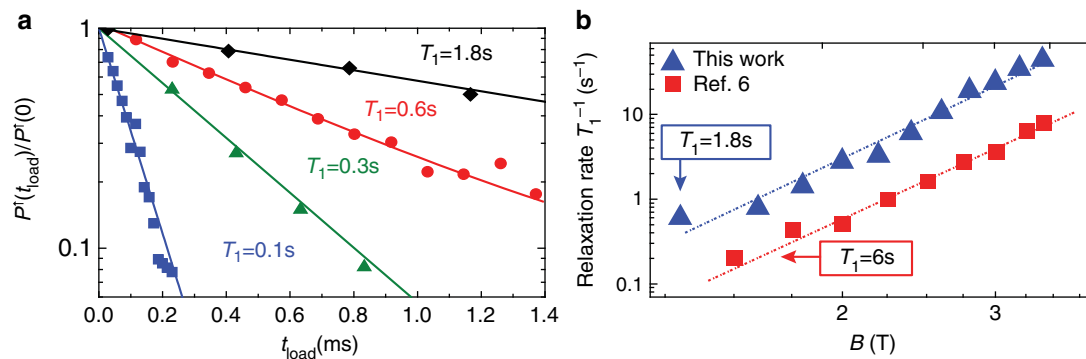 a
1
0.1
P↑(t_load)/P↑(0)
T₁=1.8s
T₁=0.6s
T₁=0.3s
T₁=0.1s
0.0 0.2 0.4 0.6 0.8 1.0 1.2 1.4
t_load(ms)
b
Relaxation rate T₁⁻¹ (s⁻¹)
10
1
0.1
This work
Ref. 6
T₁=1.8s
T₁=6s
2 3
B (T)